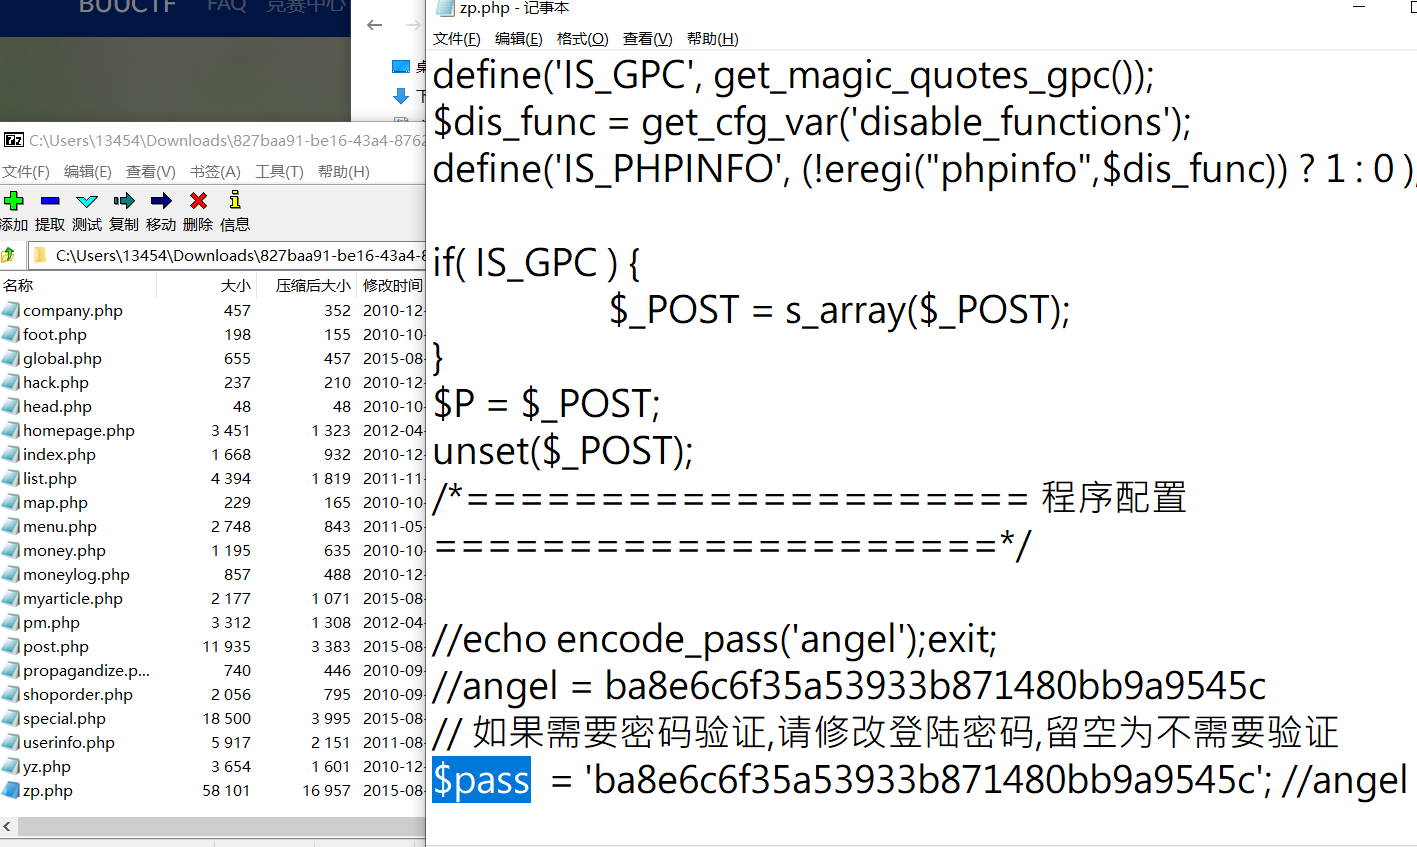 BUUCTF FAQ 竞赛中心
zp.php - 记事本
文件(F) 编辑(E) 格式(O) 查看(V) 帮助(H)
define('IS_GPC', get_magic_quotes_gpc());
$dis_func = get_cfg_var('disable_functions');
define('IS_PHPINFO', (!eregi("phpinfo",$dis_func)) ? 1 : 0 )
if( IS_GPC ) {
$_POST = s_array($_POST);
}
$P = $_POST;
unset($_POST);
/*===================== 程序配置
=====================*/
//echo encode_pass('angel');exit;
//angel = ba8e6c6f35a53933b871480bb9a9545c
// 如果需要密码验证,请修改登陆密码,留空为不需要验证
$pass = 'ba8e6c6f35a53933b871480bb9a9545c'; //angel
7z C:\Users\13454\Downloads\827baa91-be16-43a4-8762
文件(F) 编辑(E) 查看(V) 书签(A) 工具(T) 帮助(H)
添加 提取 测试 复制 移动 删除 信息
C:\Users\13454\Downloads\827baa91-be16-43a4-8
名称 大小 压缩后大小 修改时间
company.php 457 352 2010-12-
foot.php 198 155 2010-10-
global.php 655 457 2015-08-
hack.php 237 210 2010-12-
head.php 48 48 2010-10-
homepage.php 3 451 1 323 2012-04-
index.php 1 668 932 2010-12-
list.php 4 394 1 819 2011-11-
map.php 229 165 2010-10-
menu.php 2 748 843 2011-05-
money.php 1 195 635 2010-10-
moneylog.php 857 488 2010-12-
myarticle.php 2 177 1 071 2015-08-
pm.php 3 312 1 308 2012-04-
post.php 11 935 3 383 2015-08-
propagandize.p... 740 446 2010-09-
shoporder.php 2 056 795 2010-09-
special.php 18 500 3 995 2015-08-
userinfo.php 5 917 2 151 2011-08-
yz.php 3 654 1 601 2010-12-
zp.php 58 101 16 957 2015-08-